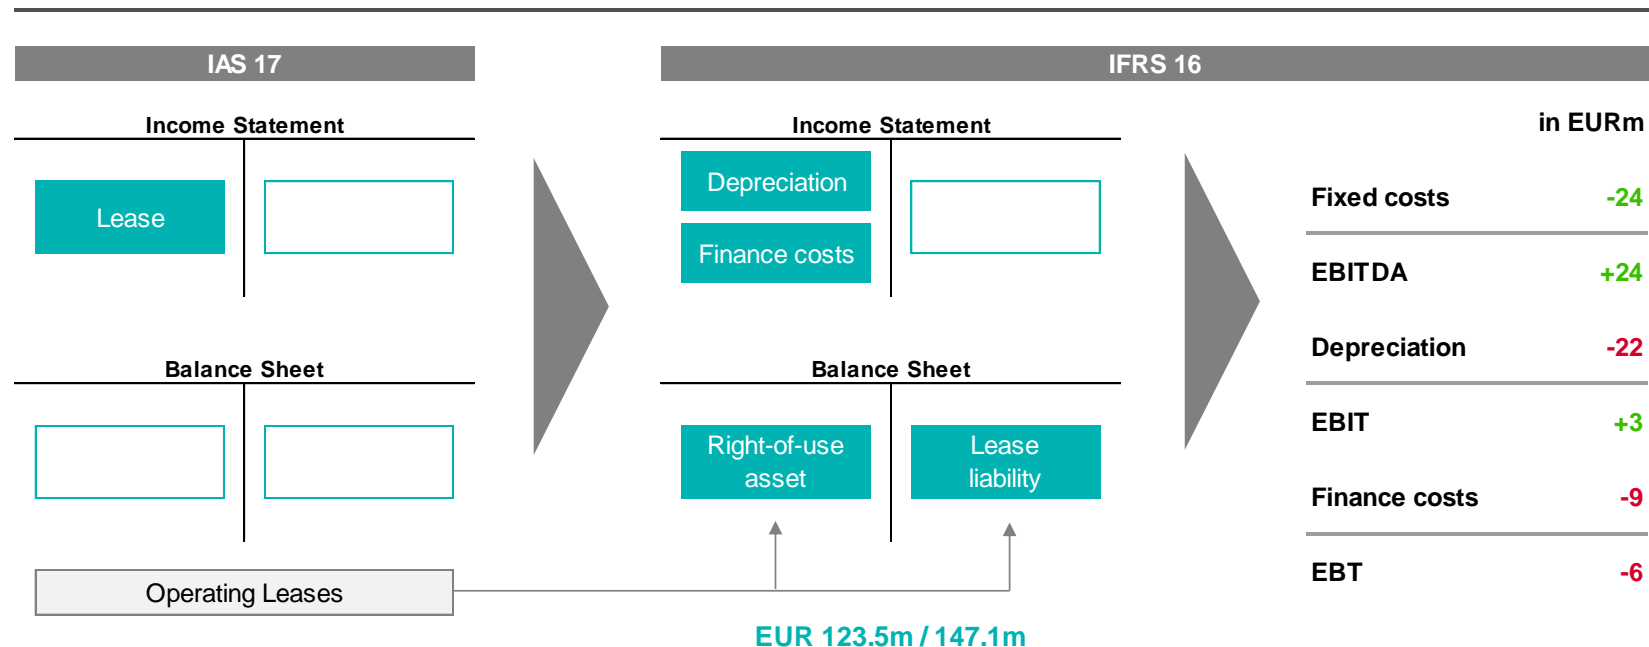 IAS 17
Income Statement
Lease
Balance Sheet
Operating Leases
IFRS 16
Income Statement
Depreciation
Finance costs
Balance Sheet
Right-of-use
asset
Lease
liability
EUR 123.5m / 147.1m
in EURm
Fixed costs -24
EBITDA +24
Depreciation -22
EBIT +3
Finance costs -9
EBT -6